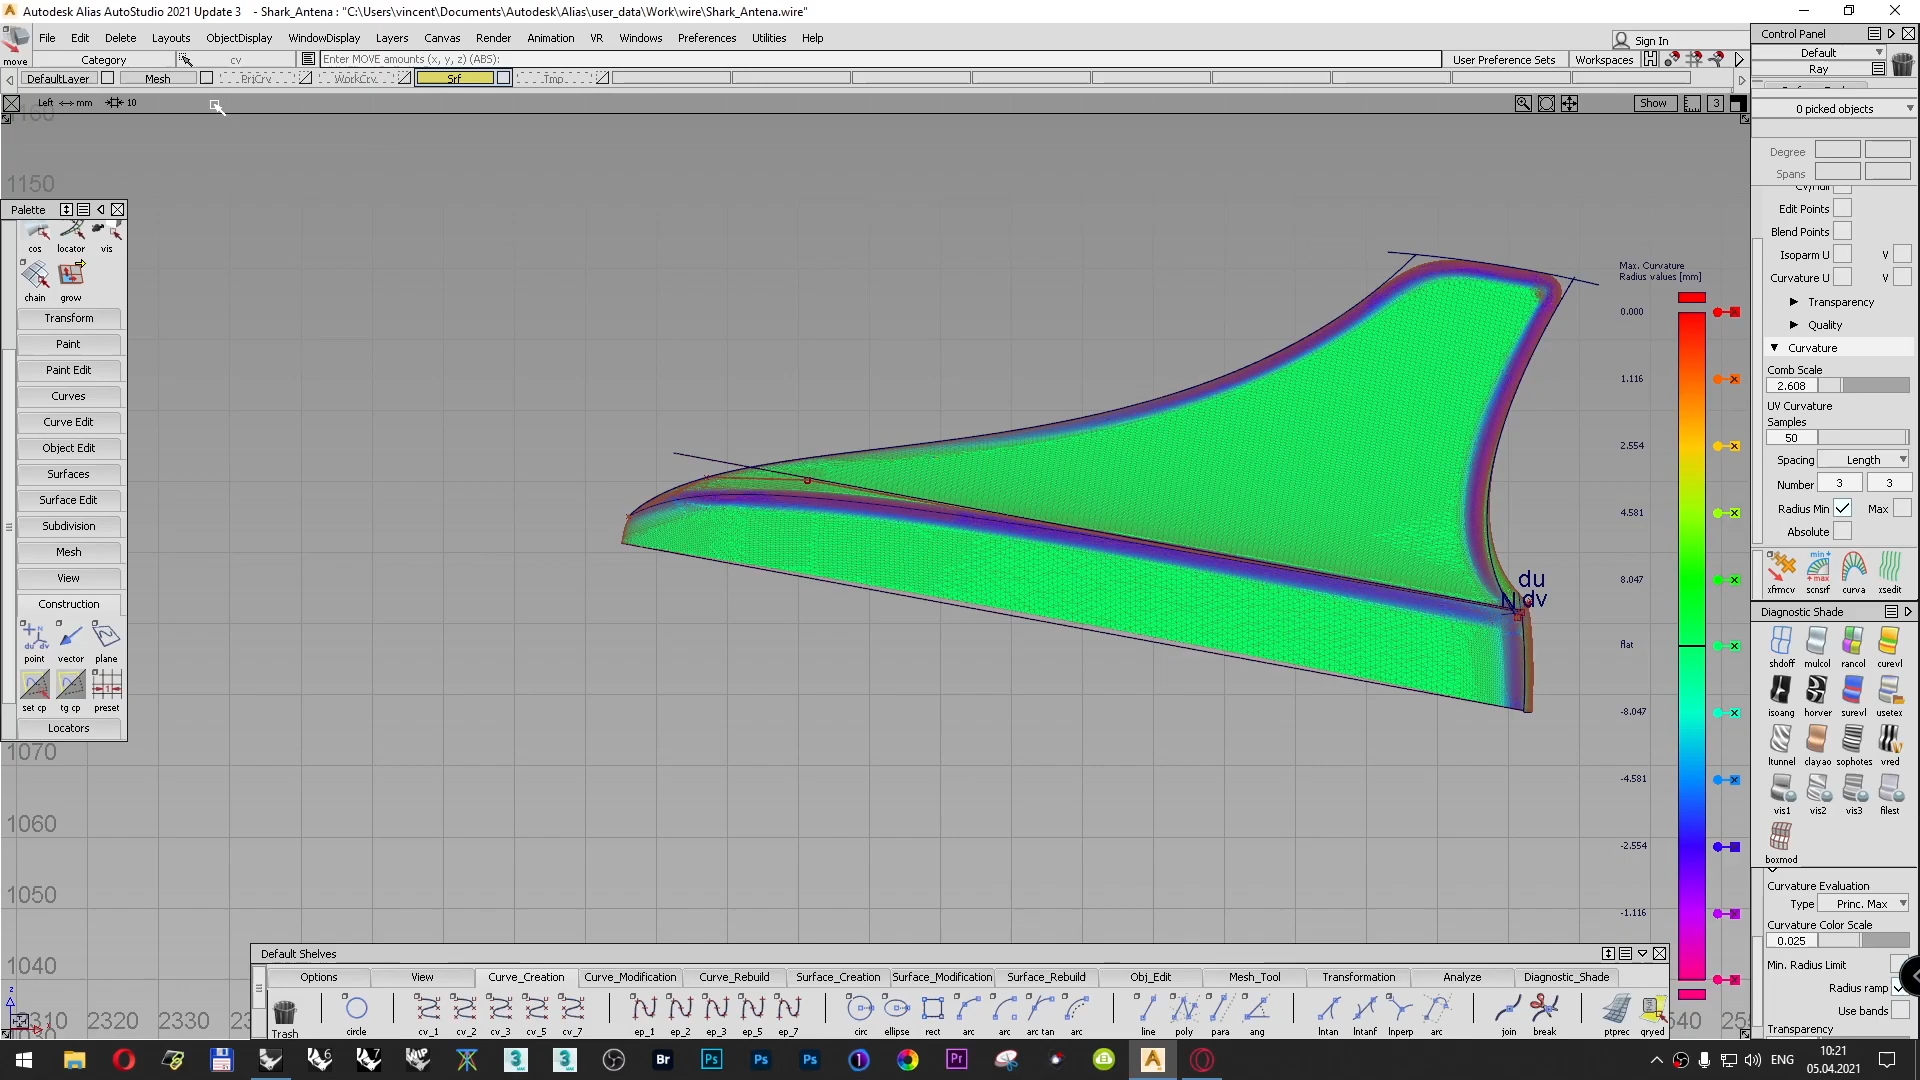 Autodesk Alias AutoStudio 2021 Update 3 - Shark_Antena : "C:\Users\vincent\Documents\Autodesk\Alias\user_data\Work\wire\Shark_Antena.wire"
File Edit Delete Layouts ObjectDisplay WindowDisplay Layers Canvas Render Animation VR Windows Preferences Utilities Help
Sign In
move Category cv Enter MOVE amounts (x, y, z) (ABS): User Preference Sets Workspaces
DefaultLayer Mesh PrjCrv WorkCrv Srf Tmp
Left mm 10 Show 3
1160
1150
Palette
cos locator vis
chain grow
Transform
Paint
Paint Edit
Curves
Curve Edit
Object Edit
Surfaces
Surface Edit
Subdivision
Mesh
View
Construction
point vector plane
set cp tg cp preset
Locators
1070
1060
1050
1040
z
310 2320 2330 23
540 255
du
N dv
Max. Curvature
Radius values [mm]
0.000
1.116
2.554
4.581
8.047
flat
-8.047
-4.581
-2.554
-1.116
Control Panel
Default
Ray
0 picked objects
Degree
Spans
CV/Hull
Edit Points
Blend Points
Isoparm U V
Curvature U V
Transparency
Quality
Curvature
Comb Scale
2.608
UV Curvature
Samples
50
Spacing Length
Number 3 3
Radius Min Max
Absolute
min max
xfrmcv scnsrf curva xsedit
Diagnostic Shade
shdoff mulcol rancol curevl
isoang horver surevl usetex
ltunnel clayao sophotes vred
vis1 vis2 vis3 filest
boxmod
Curvature Evaluation
Type Princ. Max
Curvature Color Scale
0.025
Min. Radius Limit
Radius ramp
Use bands
Transparency
Default Shelves
Options View Curve_Creation Curve_Modification Curve_Rebuild Surface_Creation Surface_Modification Surface_Rebuild Obj_Edit Mesh_Tool Transformation Analyze Diagnostic_Shade
Trash circle cv_1 cv_2 cv_3 cv_5 cv_7 ep_1 ep_2 ep_3 ep_5 ep_7 circ ellipse rect arc arc arc tan arc line poly para ang lntan lntanf lnperp arc join break ptprec qryed
Br Ps Ps Ps Pr A
ENG
10:21
05.04.2021